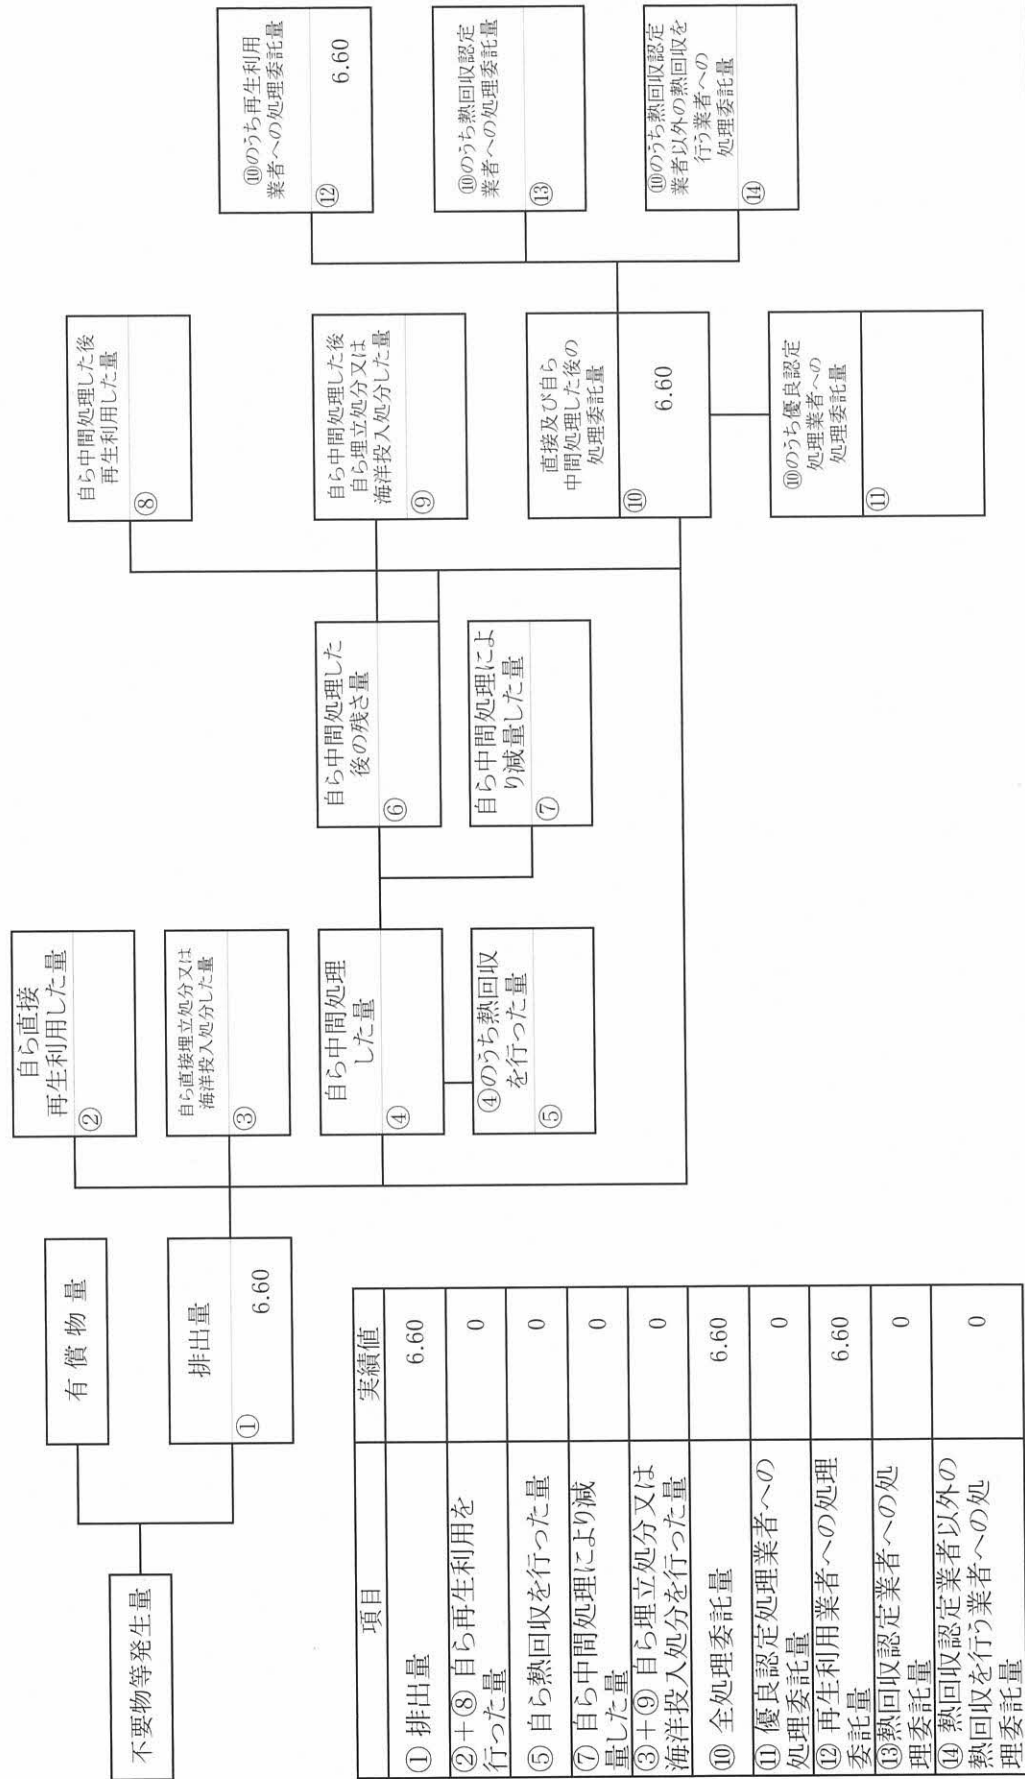 不要物等発生量
有償物量
排出量
①
6.60
自ら直接
再生利用した量
②
自ら直接埋立処分又は
海洋投入処分した量
③
自ら中間処理
した量
④
④のうち熱回収
を行った量
⑤
自ら中間処理した
後の残さ量
⑥
自ら中間処理によ
り減量した量
⑦
自ら中間処理した後
再生利用した量
⑧
自ら中間処理した後
自ら埋立処分又は
海洋投入処分した量
⑨
直接及び自ら
中間処理した後の
処理委託量
⑩
6.60
⑩のうち優良認定
処理業者への
処理委託量
⑪
⑩のうち再生利用
業者への処理委託量
⑫
6.60
⑩のうち熱回収認定
業者への処理委託量
⑬
⑩のうち熱回収認定
業者以外の熱回収を
行う業者への
処理委託量
⑭
項目 実績値
① 排出量 6.60
②+⑧ 自ら再生利用を
行った量 0
⑤ 自ら熱回収を行った量 0
⑦ 自ら中間処理により減
量した量 0
③+⑨ 自ら埋立処分又は
海洋投入処分を行った量 0
⑩ 全処理委託量 6.60
⑪ 優良認定処理業者への
処理委託量 0
⑫ 再生利用業者への処理
委託量 6.60
⑬熱回収認定業者への処
理委託量 0
⑭ 熱回収認定業者以外の
熱回収を行う業者への処
理委託量 0